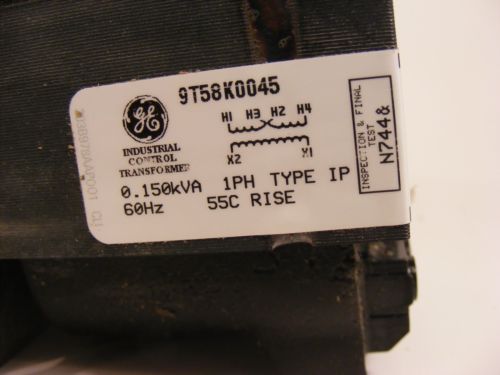 9T58K0045
GE
H1 H3 H2 H4
INDUSTRIAL
CONTROL
TRANSFORMER
X2 X1
0.150kVA 1PH TYPE IP
60Hz 55C RISE
INSPECTION & FINAL
TEST
N744&